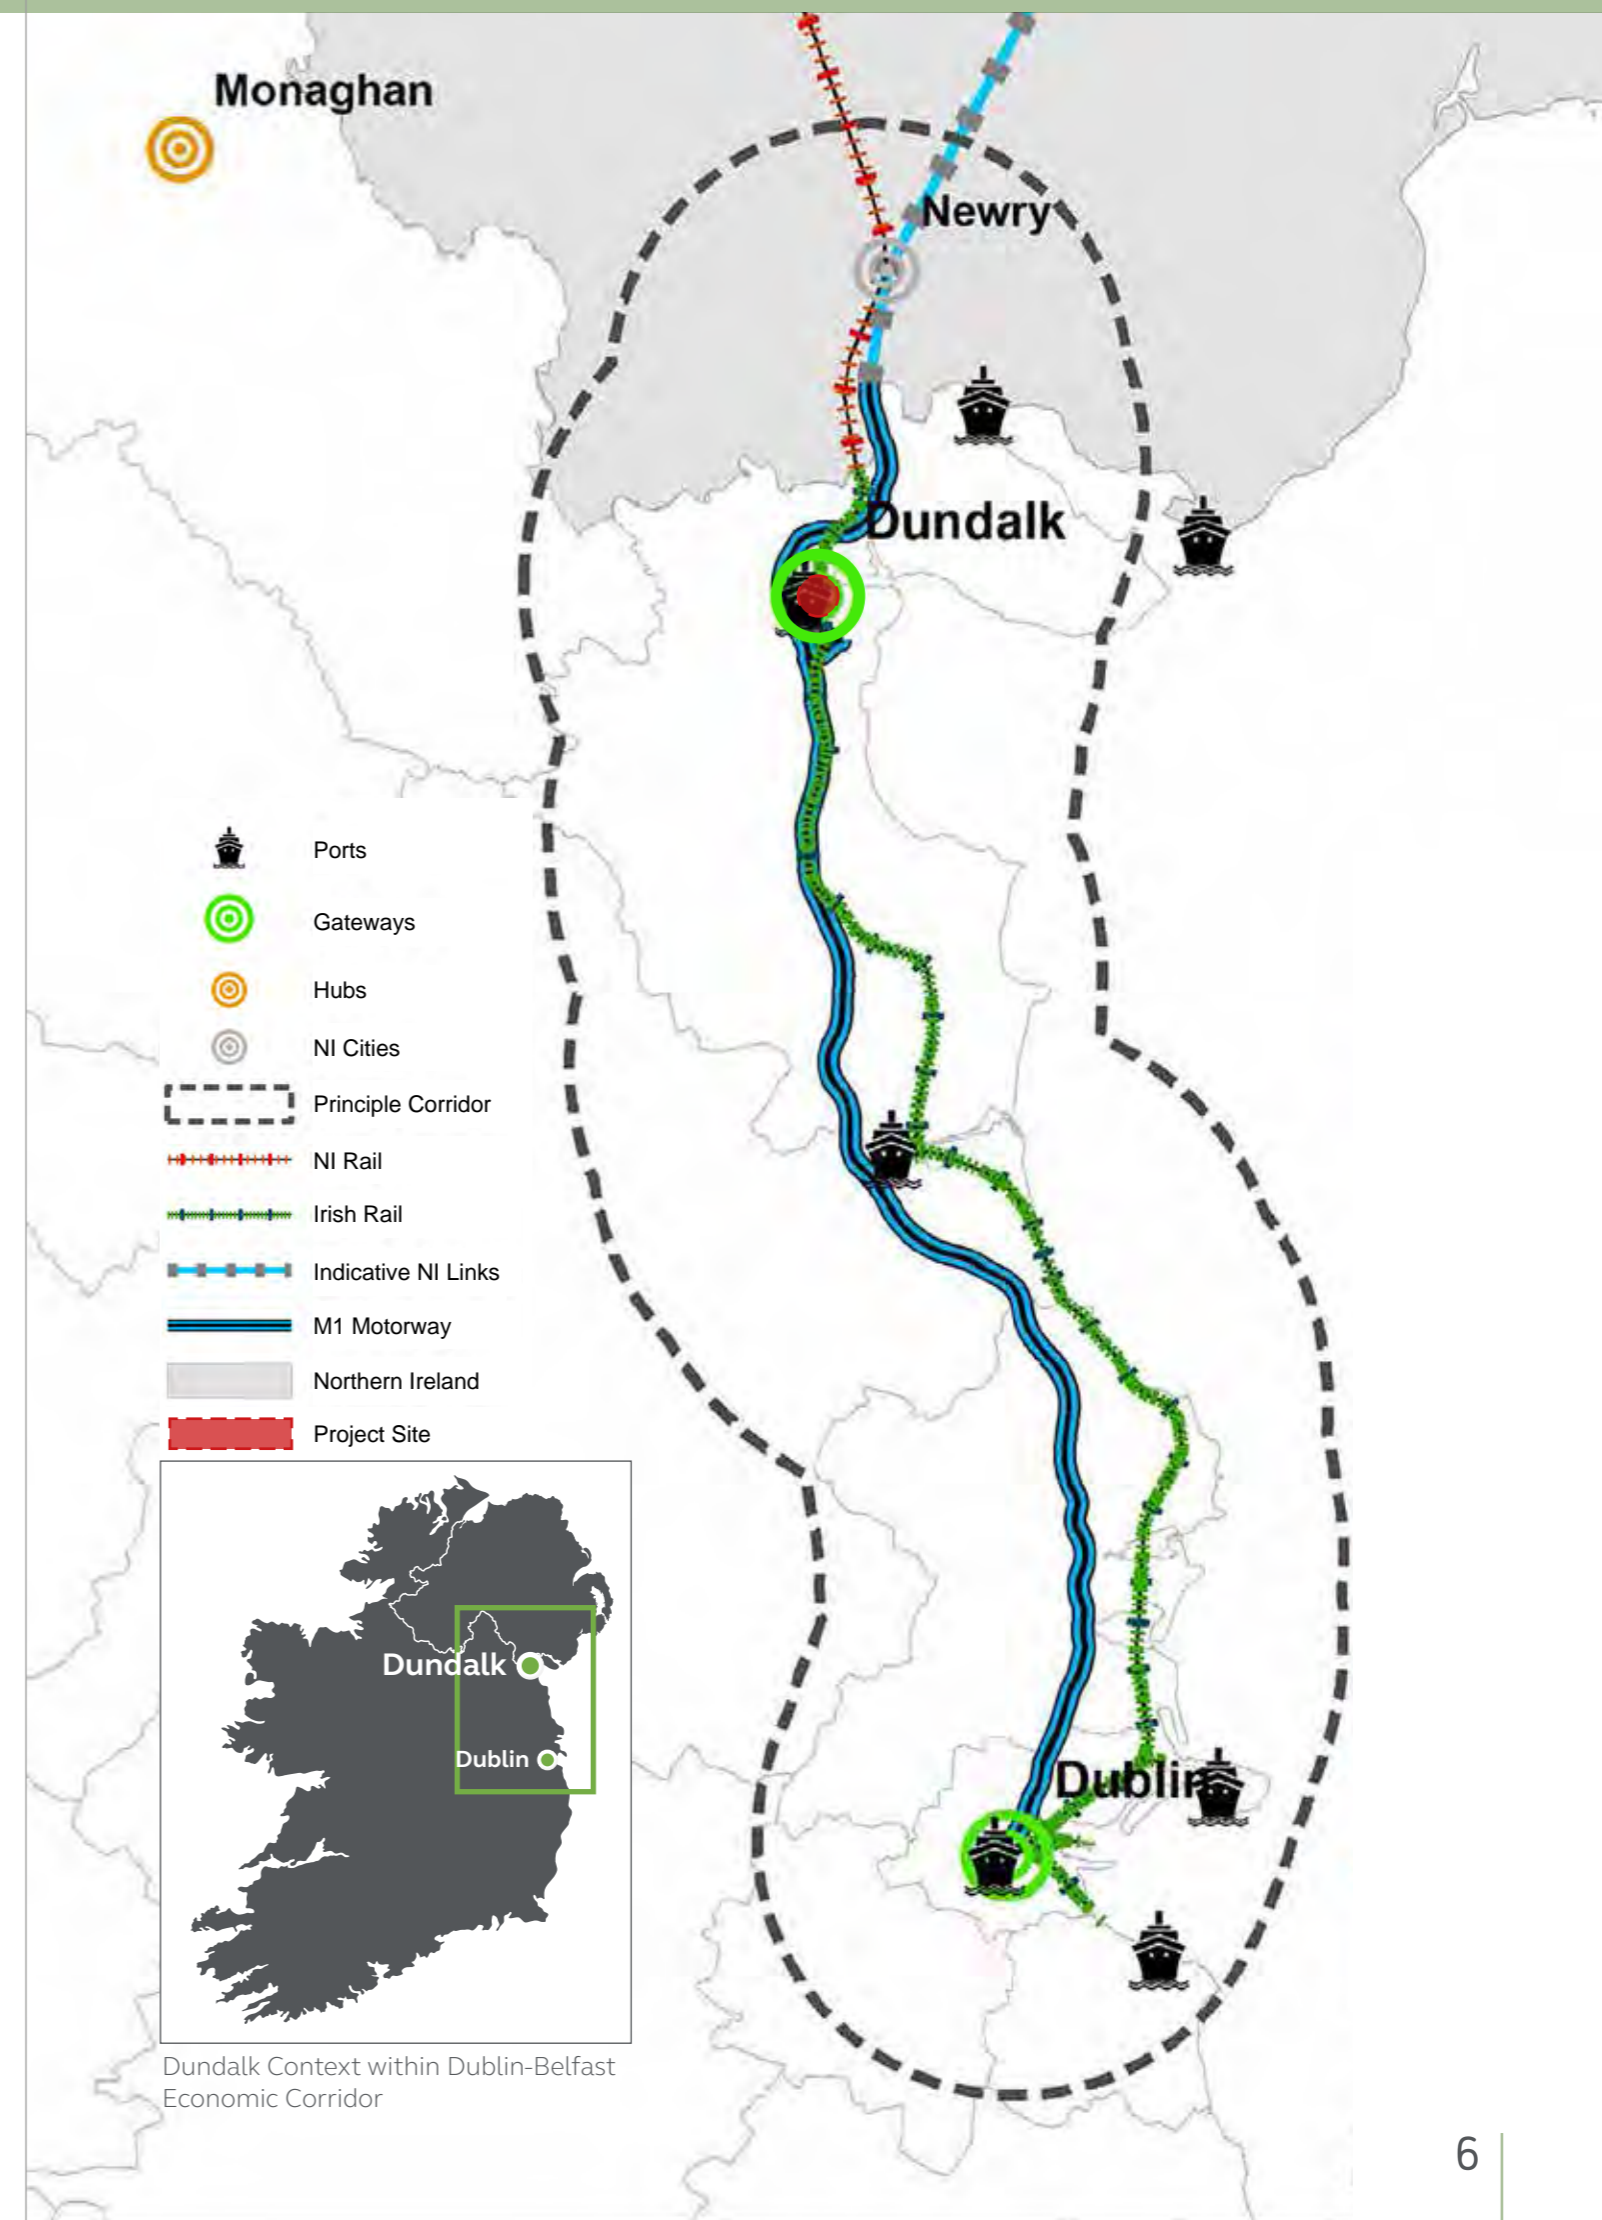 Monaghan
Newry
Dundalk
Ports
Gateways
Hubs
NI Cities
Principle Corridor
NI Rail
Irish Rail
Indicative NI Links
M1 Motorway
Northern Ireland
Project Site
Dundalk
Dublin
Dublin
Dundalk Context within Dublin-Belfast
Economic Corridor
6